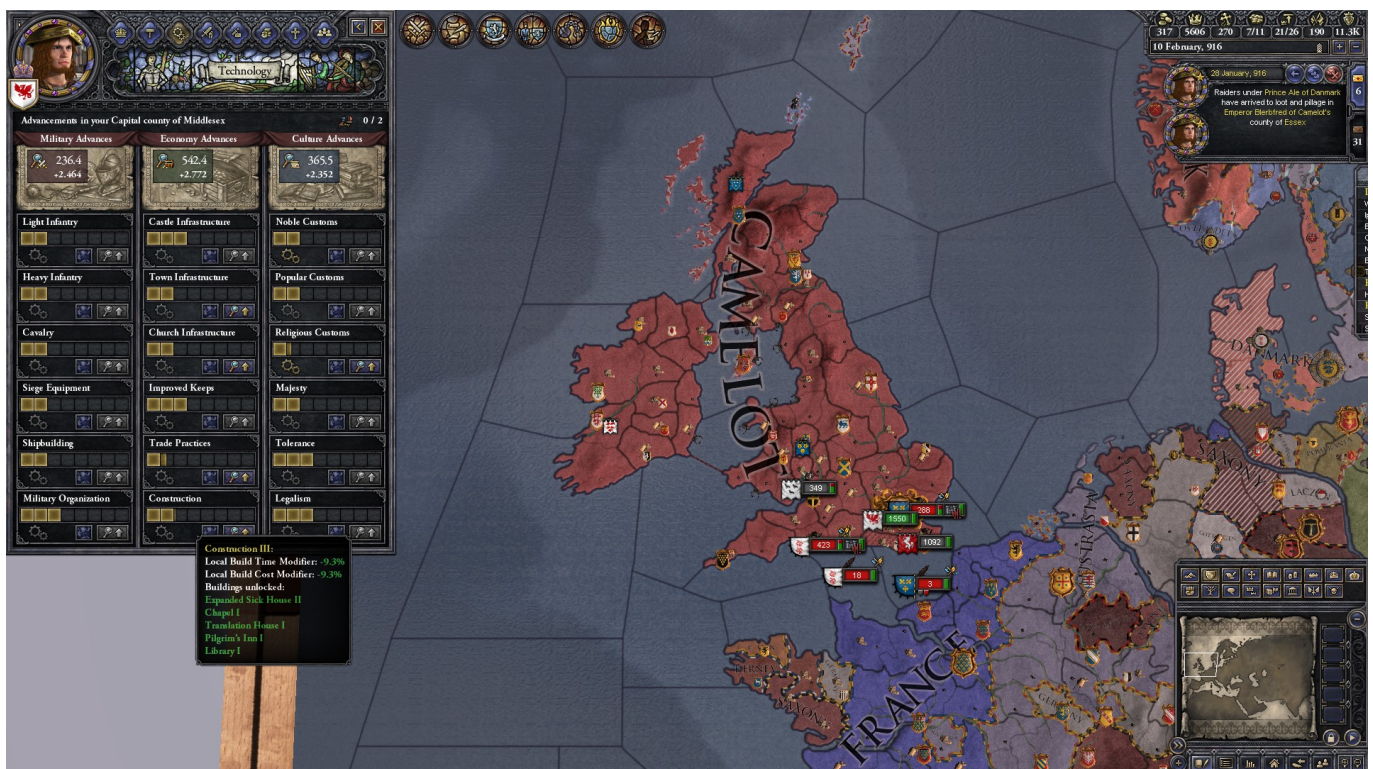 317 5606 270 7/11 21/26 190 11.3K
10 February, 916
Technology
28 January, 916
Raiders under Prince Ale of Danmark
have arrived to loot and pillage in
Emperor Blerbfred of Camelot's
county of Essex
6
31
Advancements in your Capital county of Middlesex
0 / 2
Military Advances Economy Advances Culture Advances
236.4 542.4 365.5
+2.464 +2.772 +2.352
Light Infantry Castle Infrastructure Noble Customs
Heavy Infantry Town Infrastructure Popular Customs
Cavalry Church Infrastructure Religious Customs
Siege Equipment Improved Keeps Majesty
Shipbuilding Trade Practices Tolerance
Military Organization Construction Legalism
Construction III:
Local Build Time Modifier: -9.3%
Local Build Cost Modifier: -9.3%
Buildings unlocked:
Expanded Sick House II
Chapel I
Translation House I
Pilgrim's Inn I
Library I
CAMELOT
DANMARK
SAXON
349
288
1550
423
1092
18
3
FRANCE
SAXON